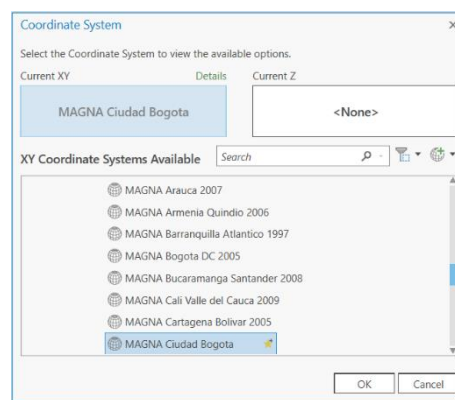 Coordinate System
Select the Coordinate System to view the available options.
Current XY Details Current Z
MAGNA Ciudad Bogota <None>
XY Coordinate Systems Available Search
MAGNA Arauca 2007
MAGNA Armenia Quindio 2006
MAGNA Barranquilla Atlantico 1997
MAGNA Bogota DC 2005
MAGNA Bucaramanga Santander 2008
MAGNA Cali Valle del Cauca 2009
MAGNA Cartagena Bolivar 2005
MAGNA Ciudad Bogota
OK Cancel